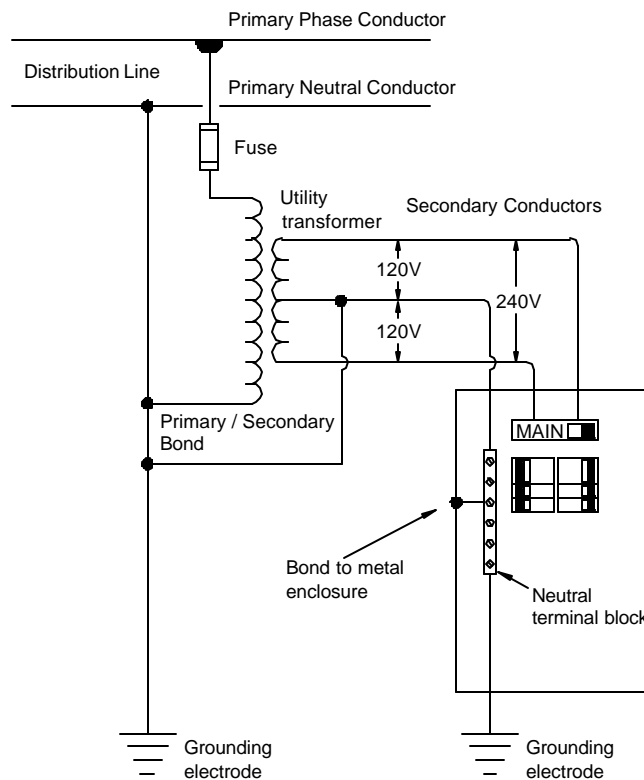 Primary Phase Conductor
Distribution Line
Primary Neutral Conductor
Fuse
Utility
transformer
Secondary Conductors
120V
240V
120V
Primary / Secondary
Bond
MAIN
Bond to metal
enclosure
Neutral
terminal block
Grounding
electrode
Grounding
electrode